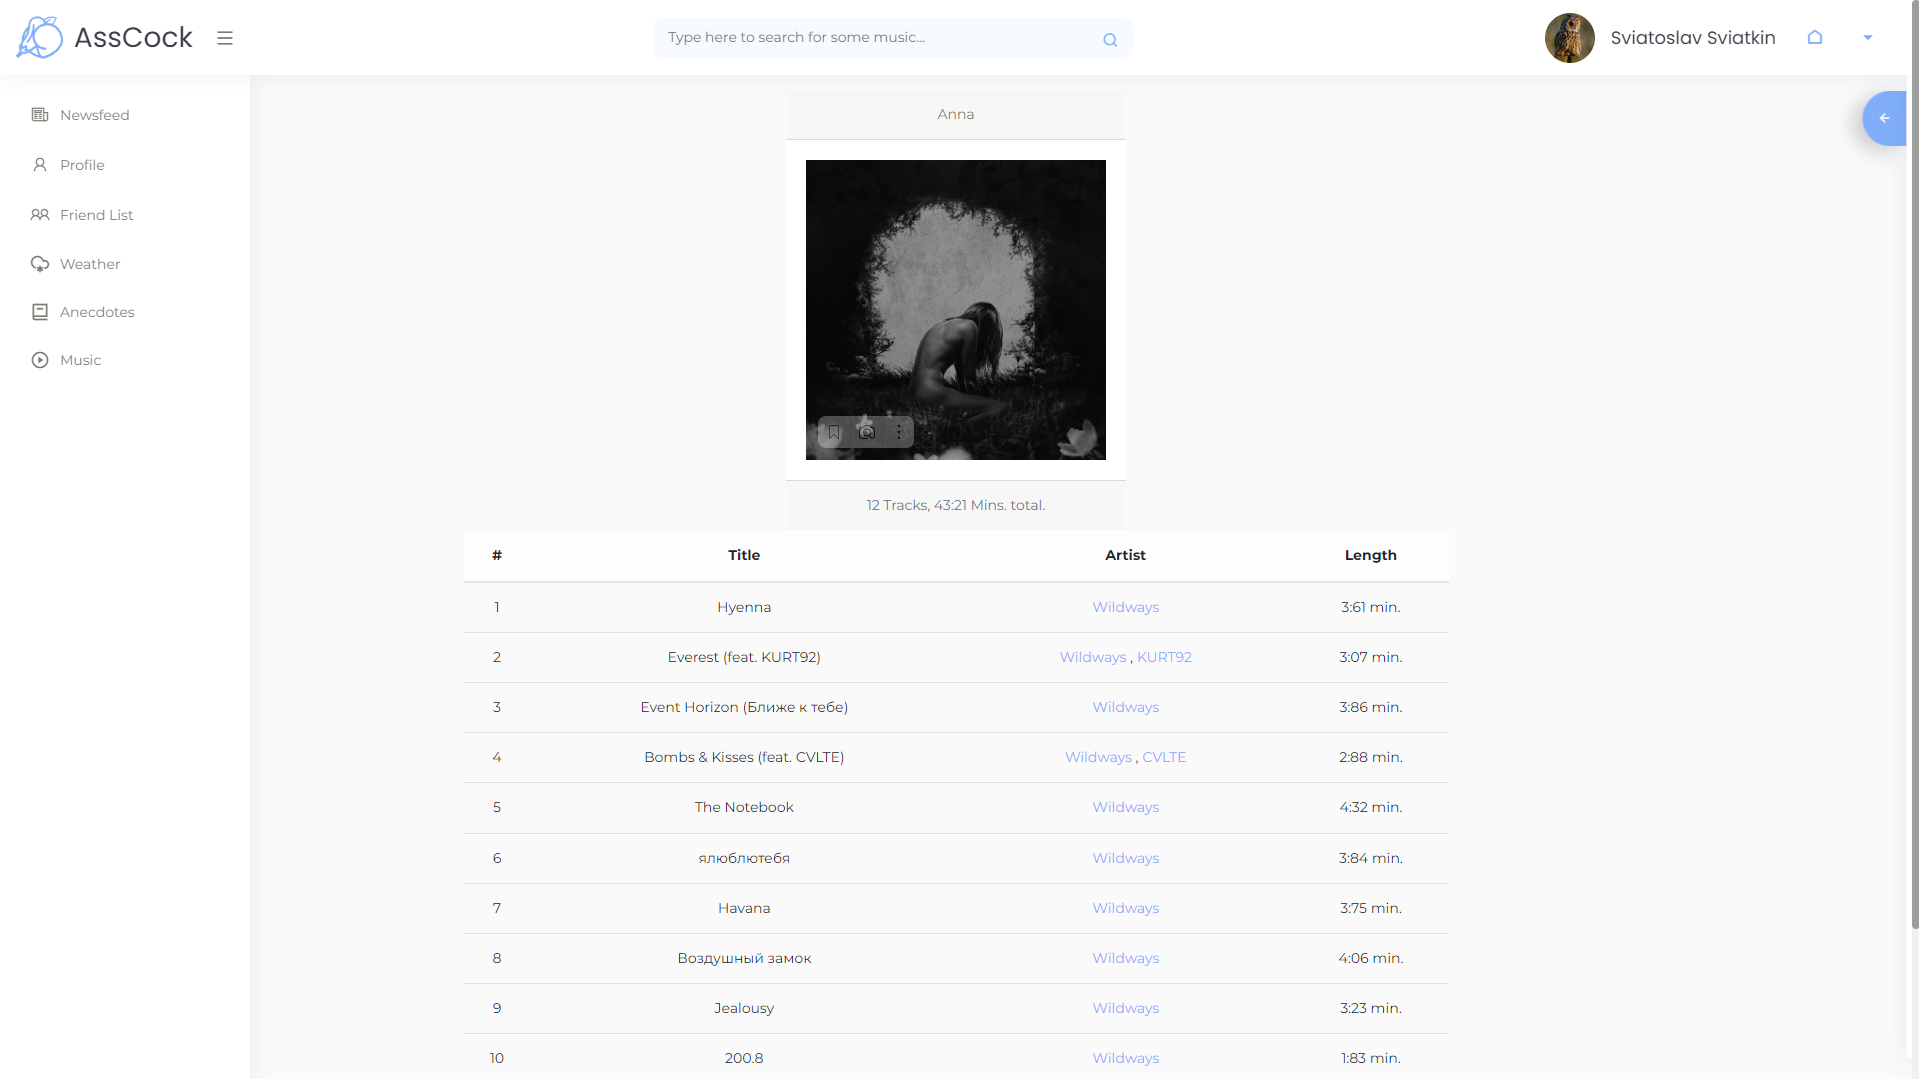 AssCock
Type here to search for some music...
Sviatoslav Sviatkin
Newsfeed
Profile
Friend List
Weather
Anecdotes
Music
Anna
12 Tracks, 43:21 Mins. total.
# Title Artist Length
1 Hyenna Wildways 3:61 min.
2 Everest (feat. KURT92) Wildways , KURT92 3:07 min.
3 Event Horizon (Ближе к тебе) Wildways 3:86 min.
4 Bombs & Kisses (feat. CVLTE) Wildways , CVLTE 2:88 min.
5 The Notebook Wildways 4:32 min.
6 ялюблютебя Wildways 3:84 min.
7 Havana Wildways 3:75 min.
8 Воздушный замок Wildways 4:06 min.
9 Jealousy Wildways 3:23 min.
10 200.8 Wildways 1:83 min.